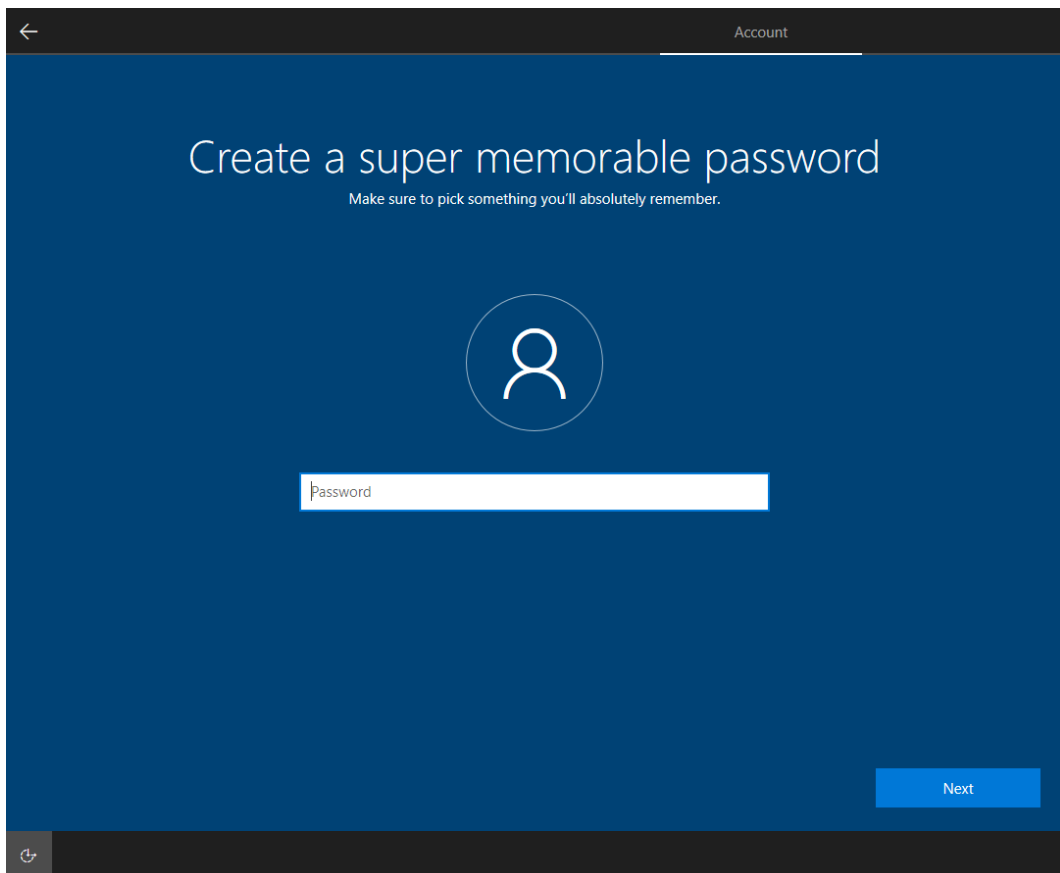 Account
Create a super memorable password
Make sure to pick something you'll absolutely remember.
Password
Next